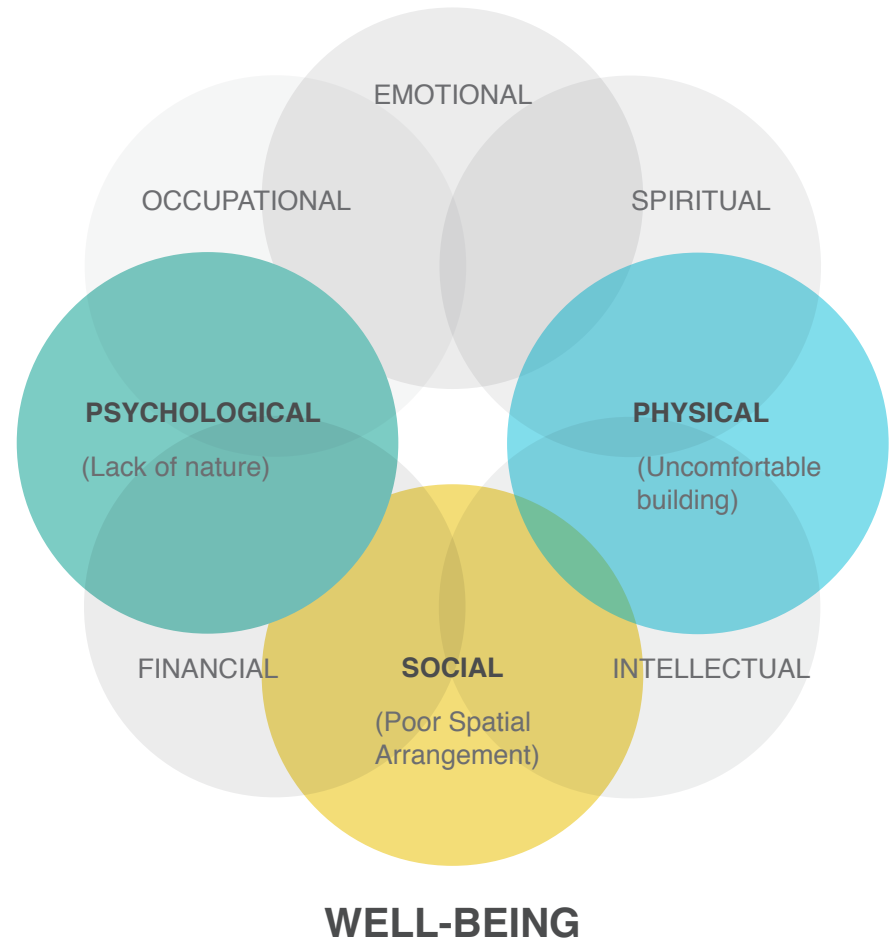 EMOTIONAL
OCCUPATIONAL
SPIRITUAL
PSYCHOLOGICAL
(Lack of nature)
PHYSICAL
(Uncomfortable
building)
FINANCIAL
SOCIAL
(Poor Spatial
Arrangement)
INTELLECTUAL
WELL-BEING